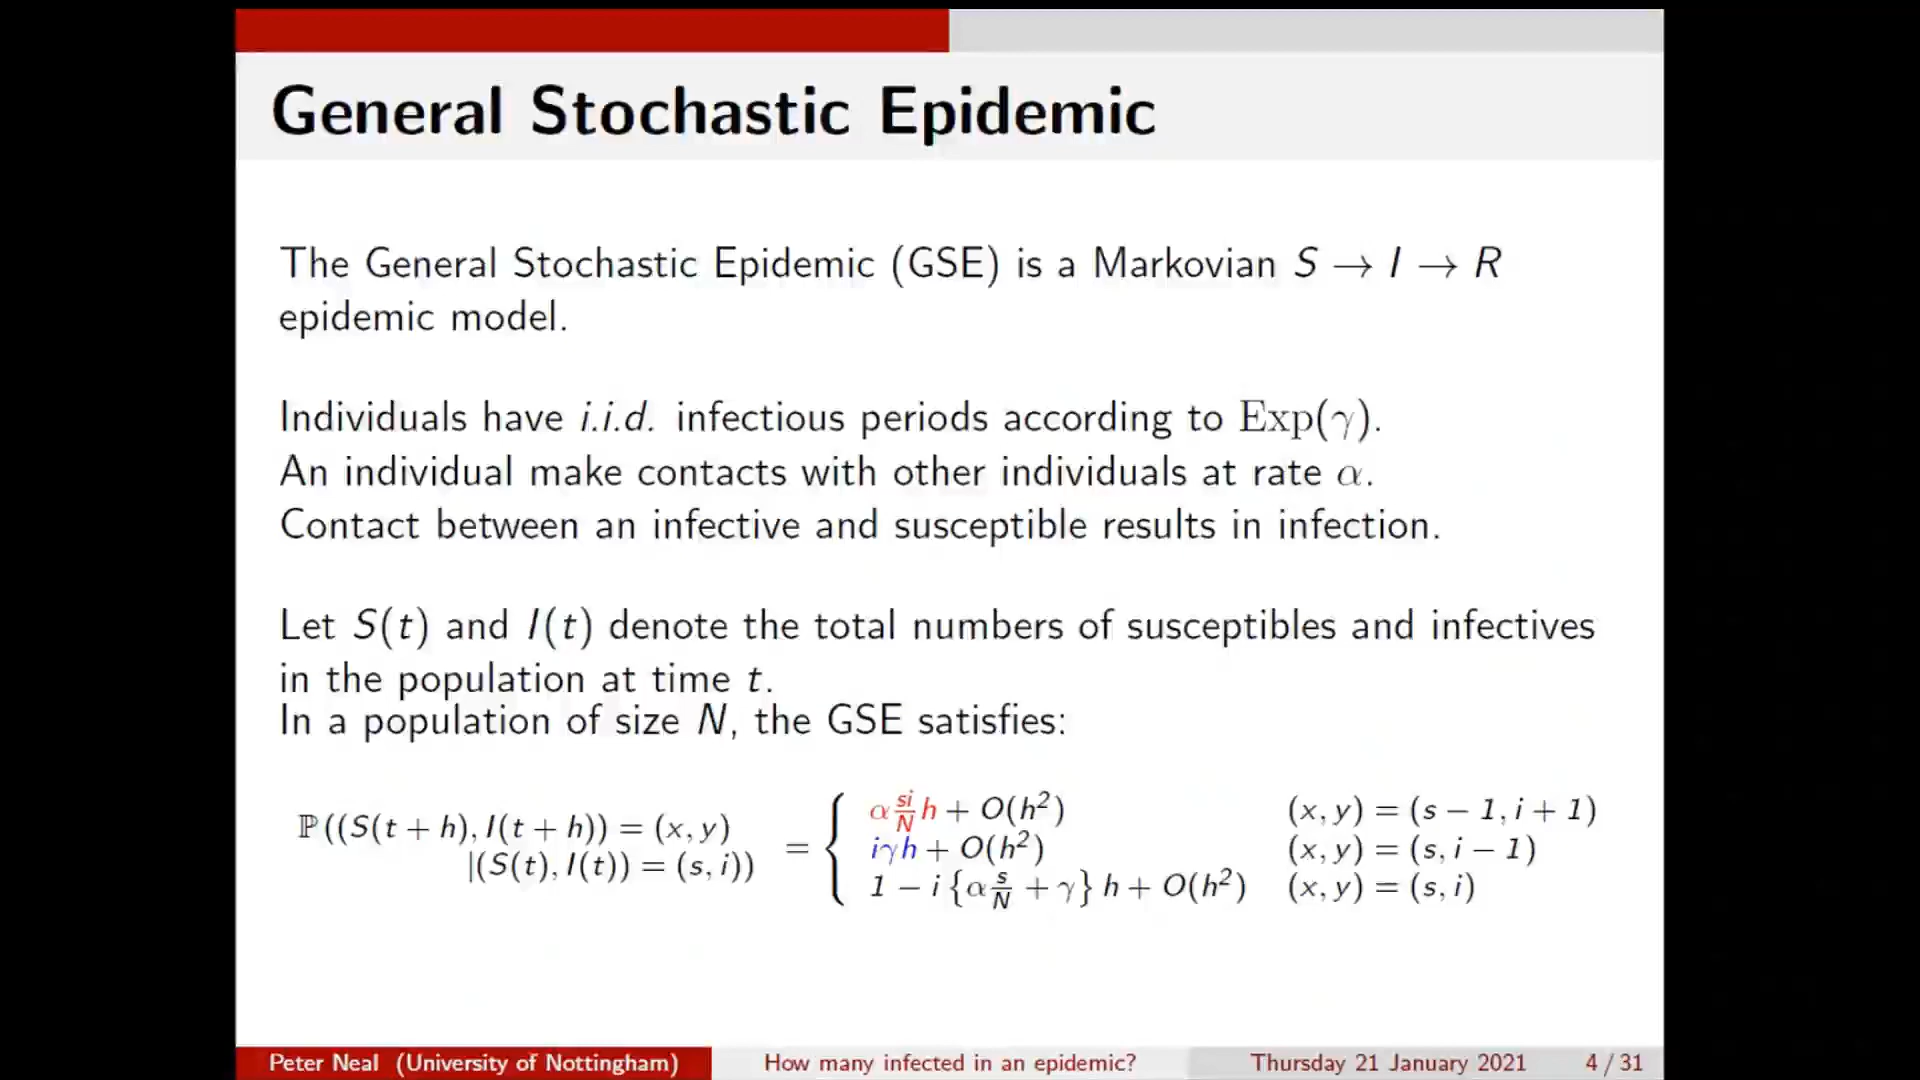 General Stochastic Epidemic
The General Stochastic Epidemic (GSE) is a Markovian S → I → R
epidemic model.
Individuals have i.i.d. infectious periods according to Exp(γ).
An individual make contacts with other individuals at rate α.
Contact between an infective and susceptible results in infection.
Let S(t) and I(t) denote the total numbers of susceptibles and infectives
in the population at time t.
In a population of size N, the GSE satisfies:
ℙ((S(t + h), I(t + h)) = (x, y)
|(S(t), I(t)) = (s, i)) = {
α si/N h + O(h²) (x, y) = (s − 1, i + 1)
iγh + O(h²) (x, y) = (s, i − 1)
1 − i {α s/N + γ} h + O(h²) (x, y) = (s, i)
Peter Neal (University of Nottingham) How many infected in an epidemic? Thursday 21 January 2021 4 / 31